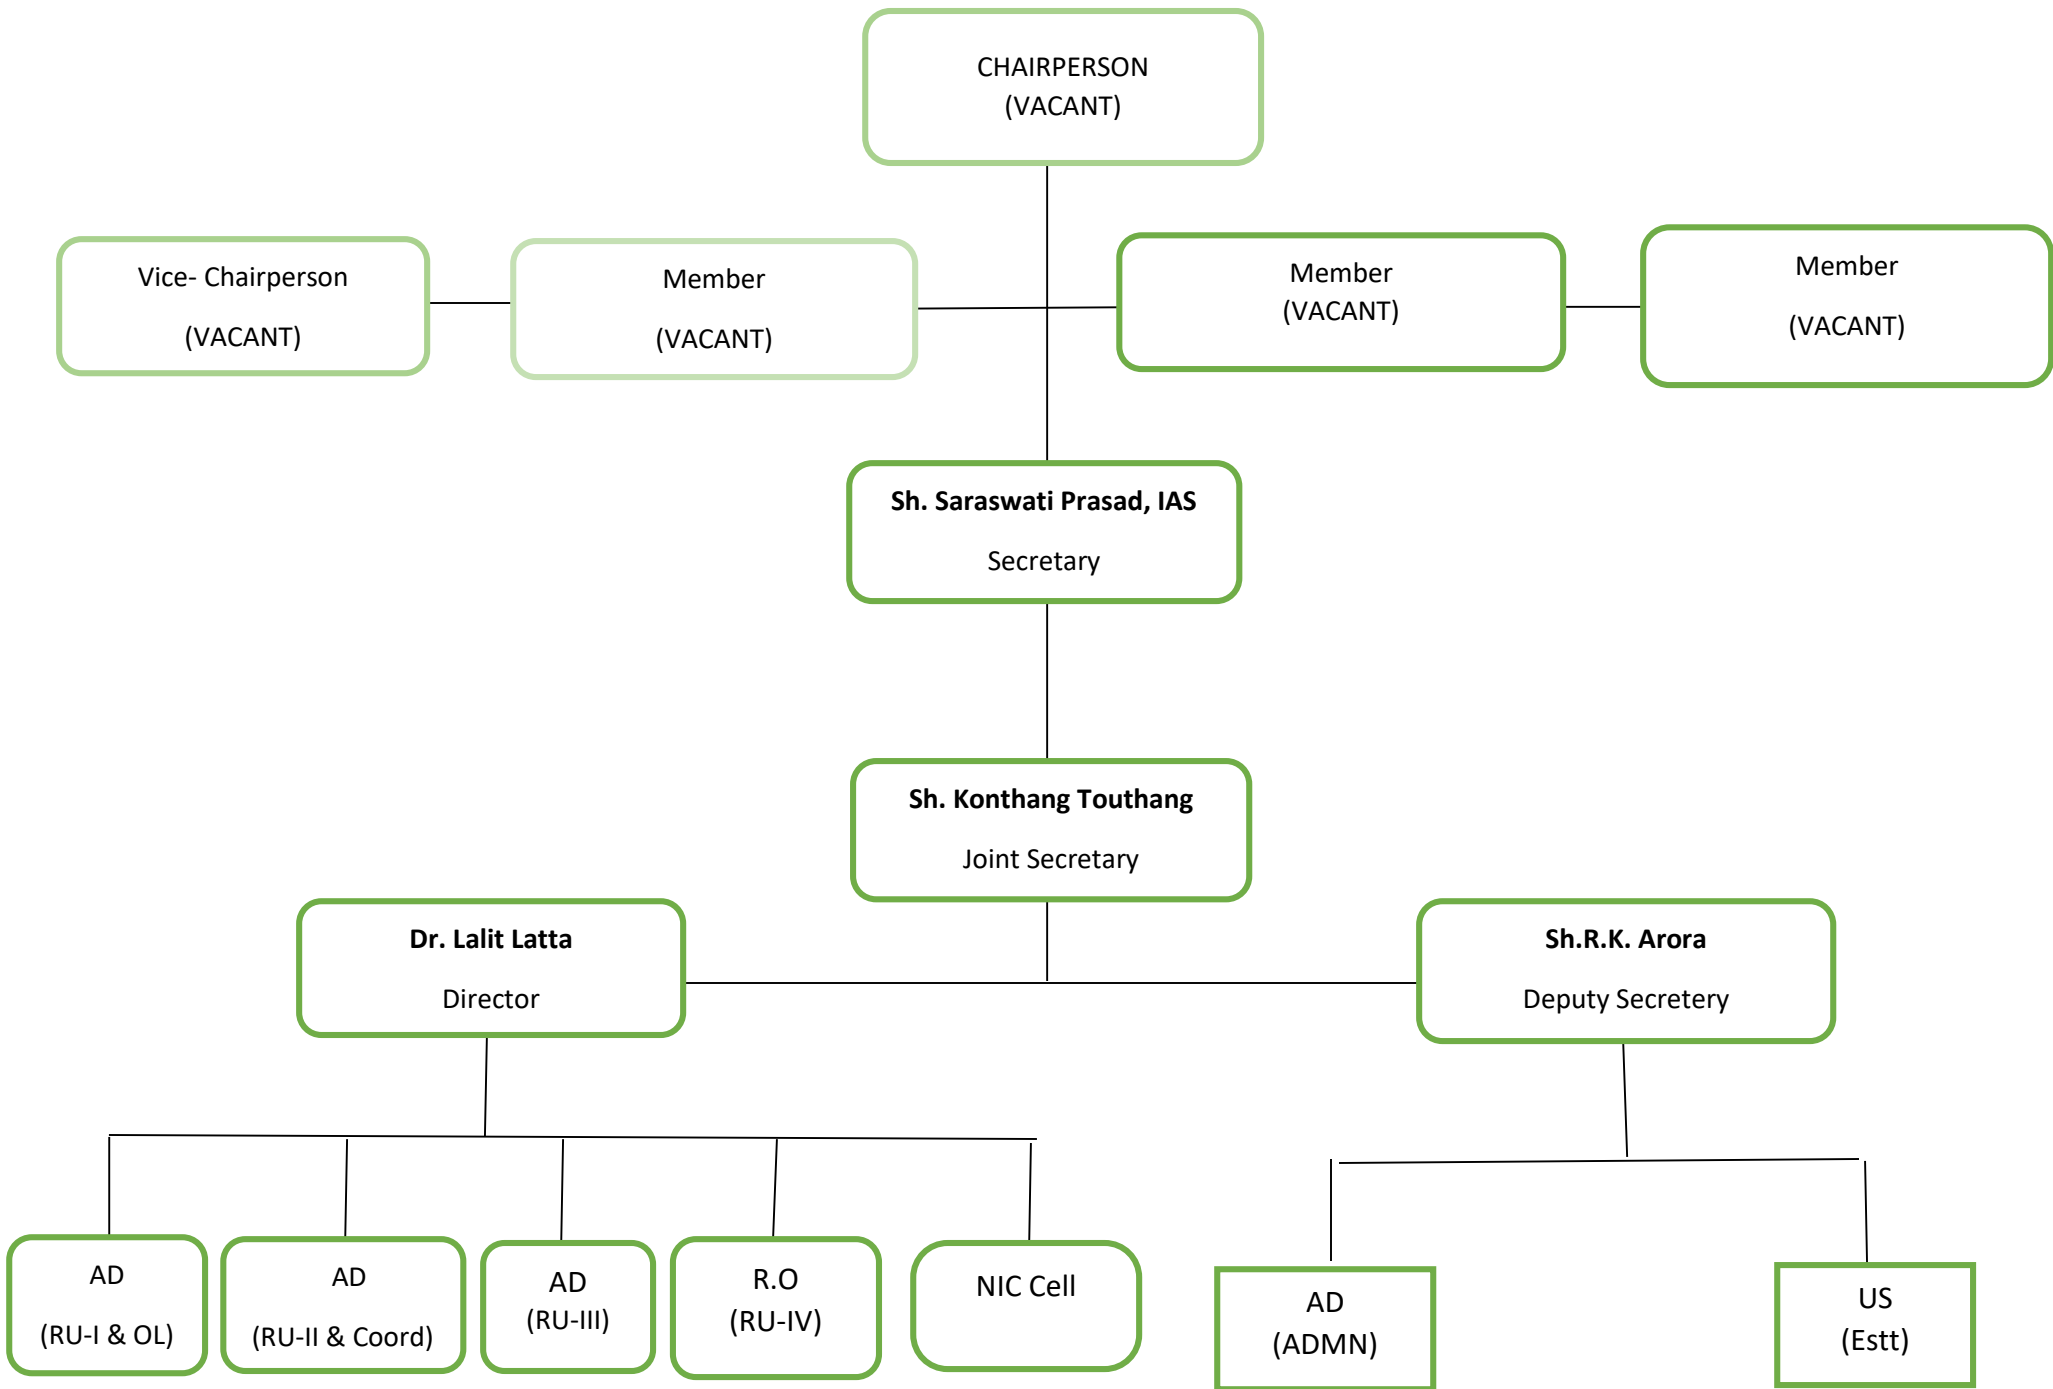 CHAIRPERSON
(VACANT)
Vice- Chairperson
(VACANT)
Member
(VACANT)
Member
(VACANT)
Member
(VACANT)
Sh. Saraswati Prasad, IAS
Secretary
Sh. Konthang Touthang
Joint Secretary
Dr. Lalit Latta
Director
Sh.R.K. Arora
Deputy Secretery
AD
(RU-I & OL)
AD
(RU-II & Coord)
AD
(RU-III)
R.O
(RU-IV)
NIC Cell
AD
(ADMN)
US
(Estt)